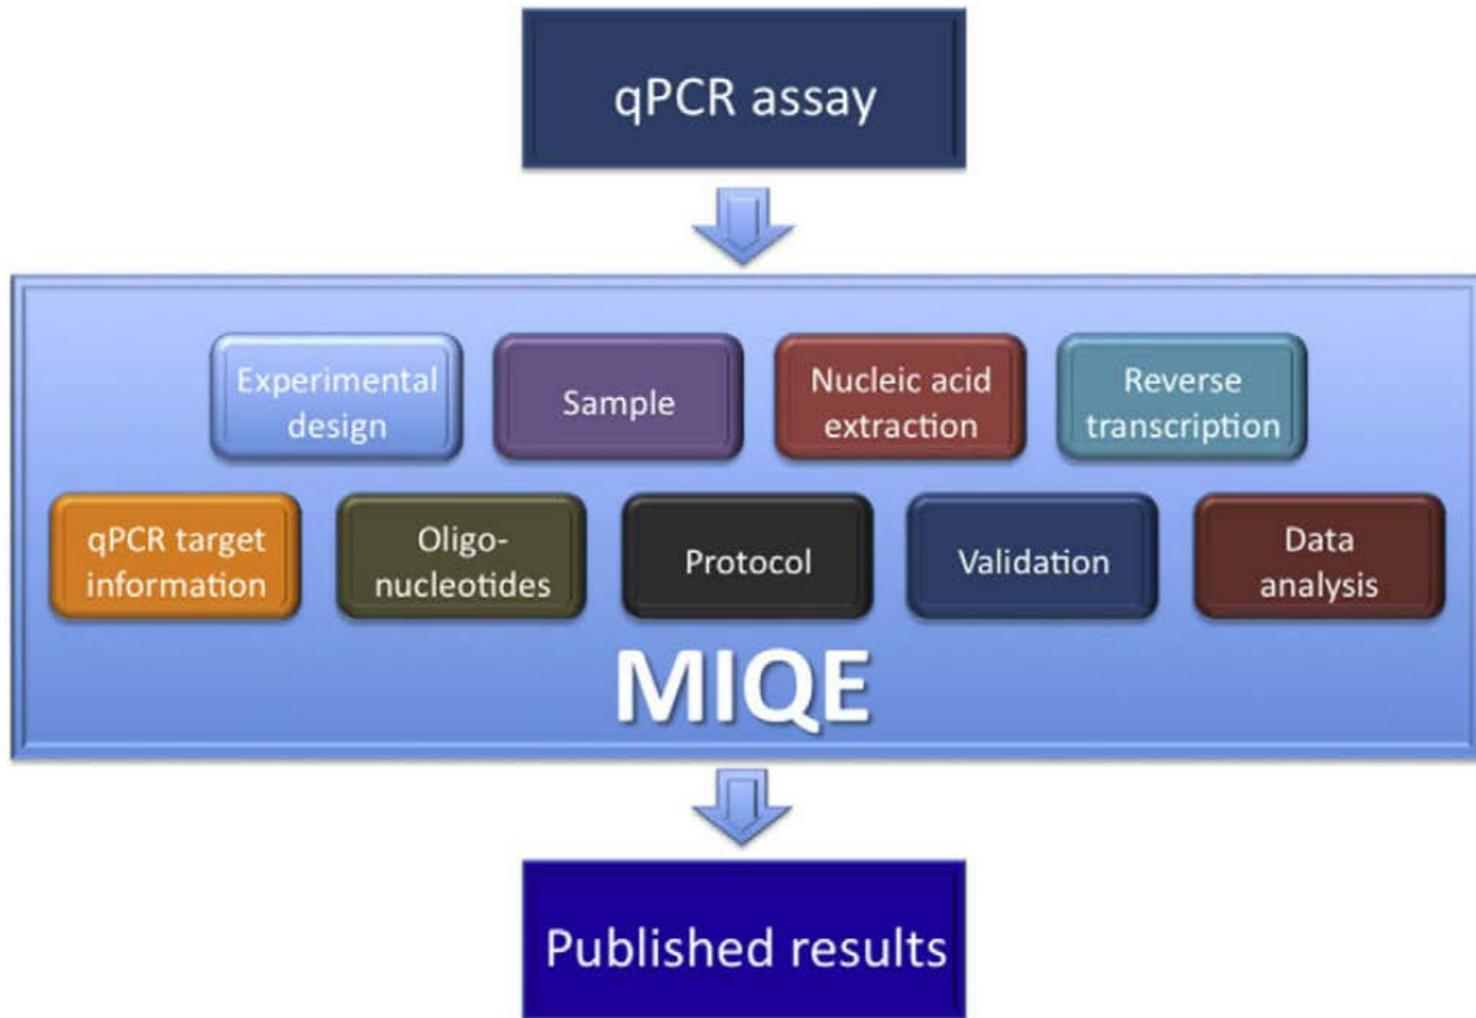 qPCR assay
Experimental
design
Sample
Nucleic acid
extraction
Reverse
transcription
qPCR target
information
Oligo-
nucleotides
Protocol
Validation
Data
analysis
MIQE
Published results